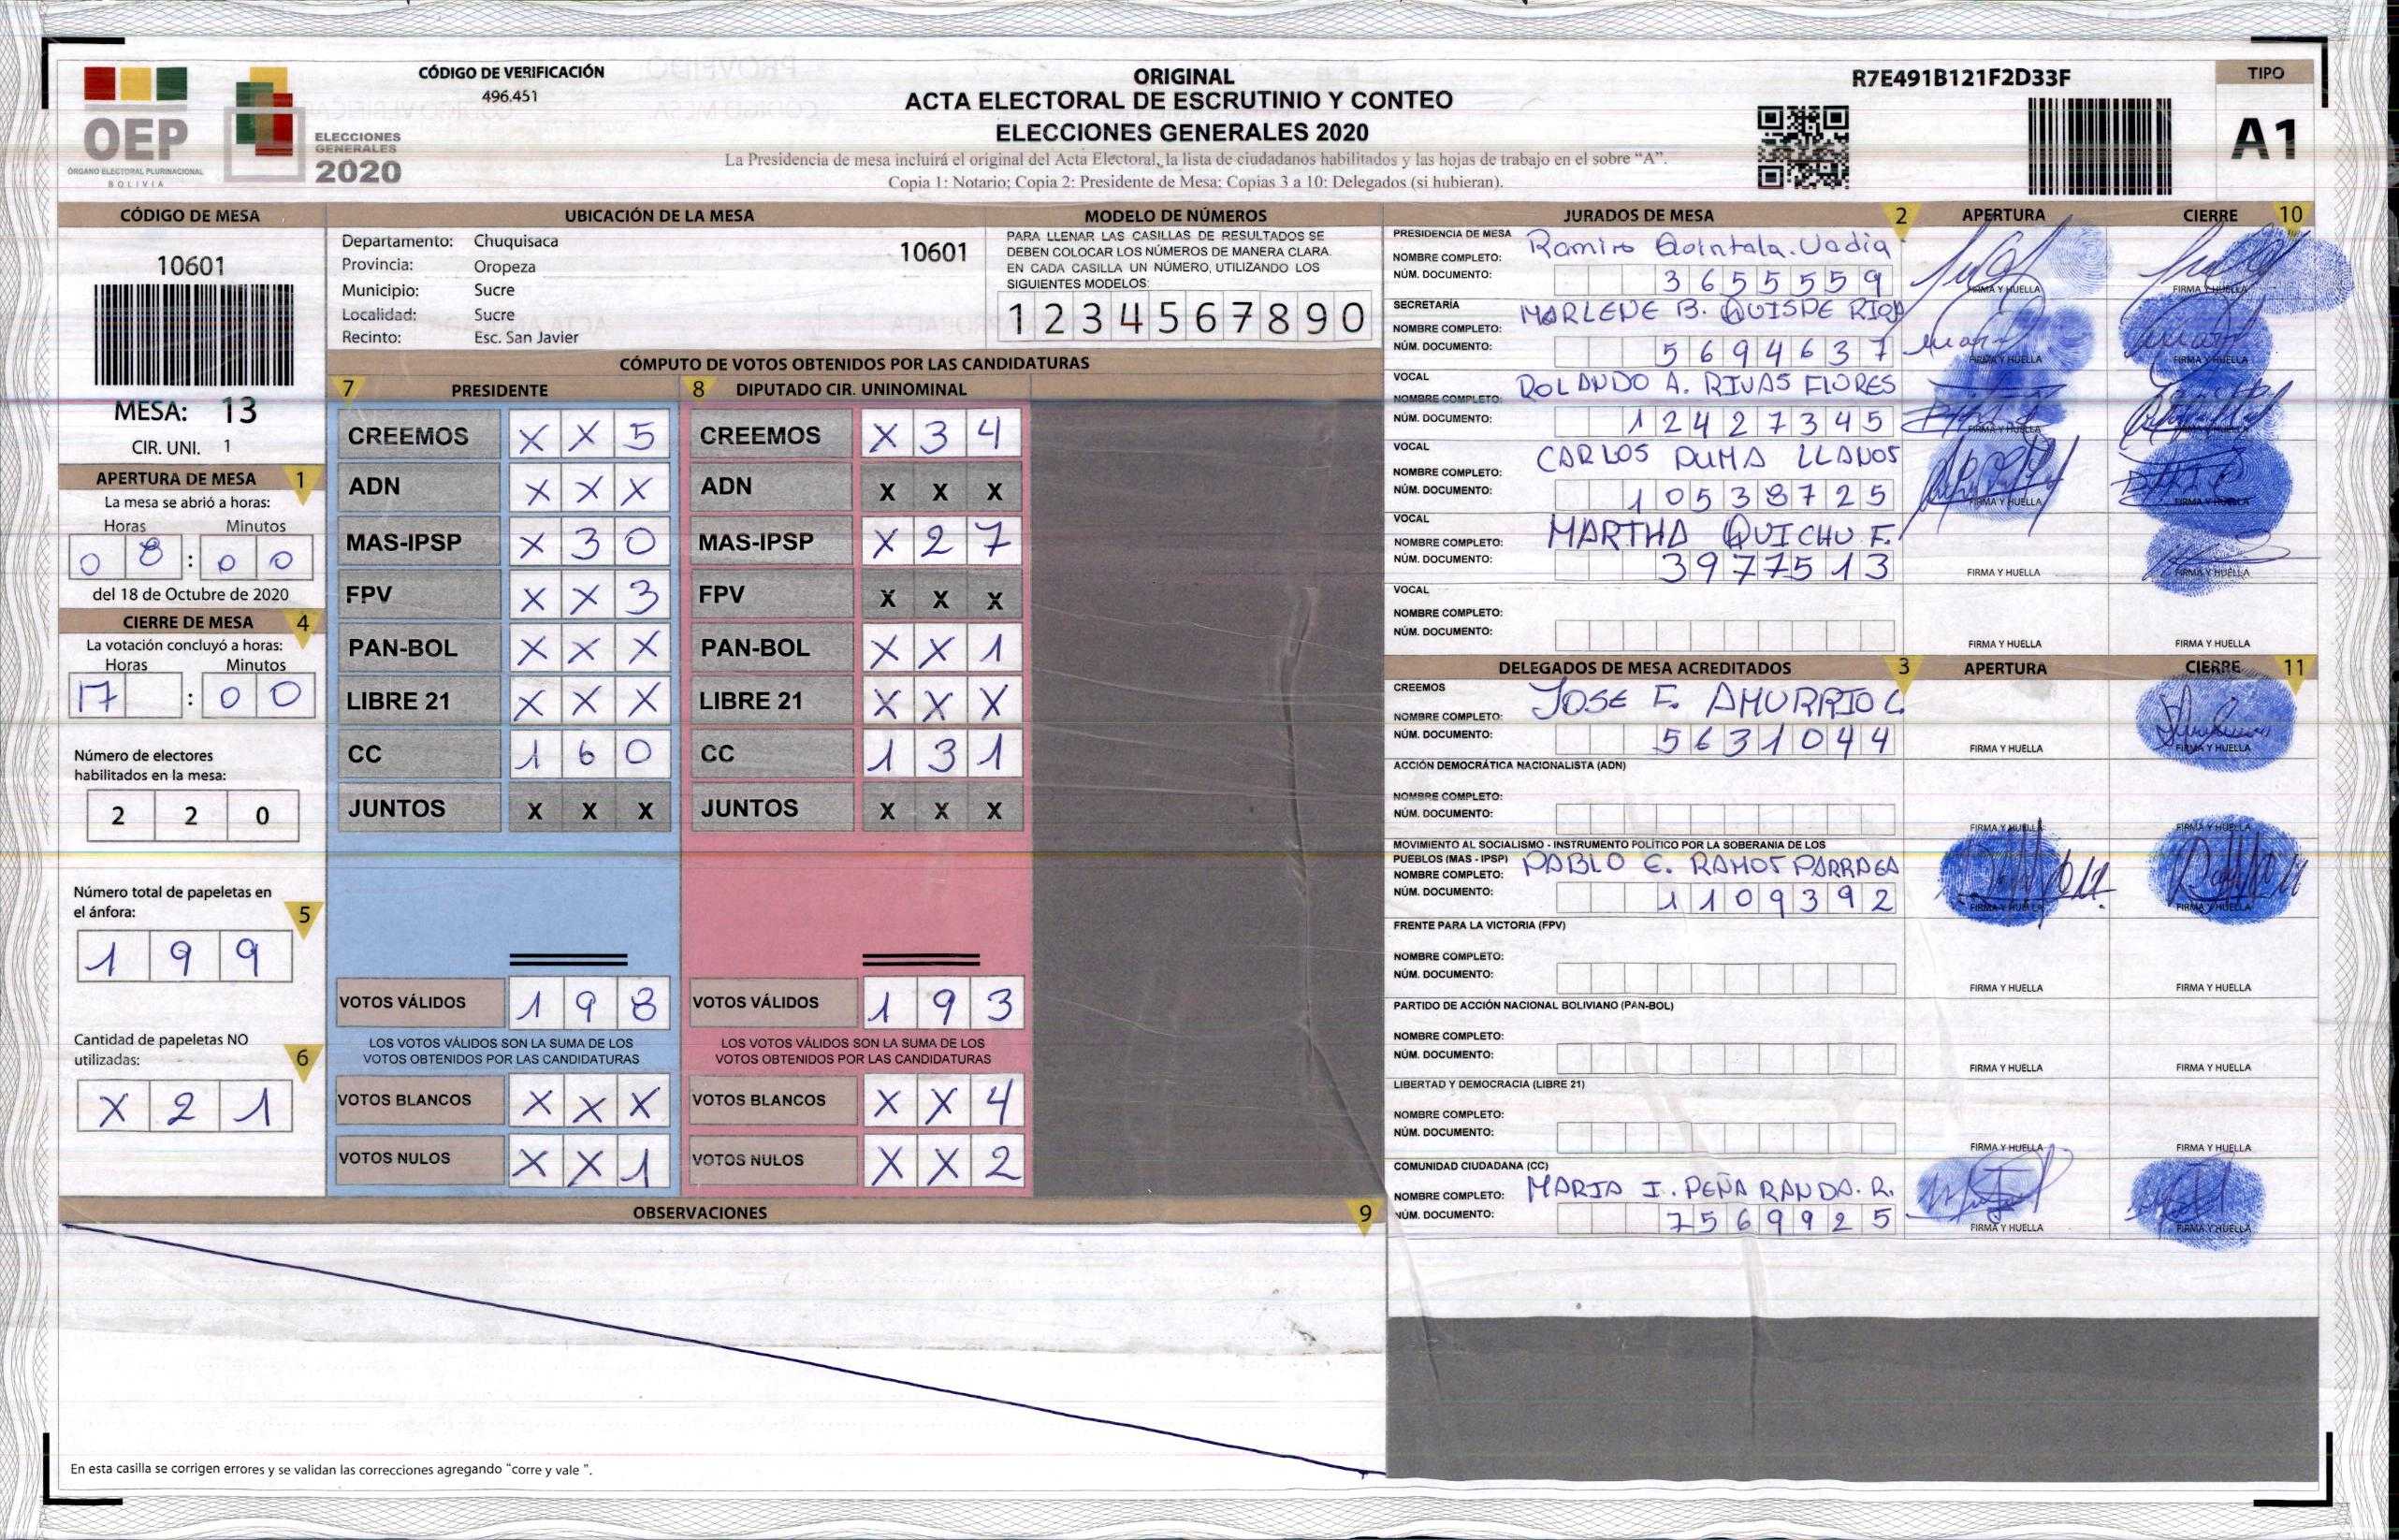 OEP
ÓRGANO ELECTORAL PLURINACIONAL
BOLIVIA
ELECCIONES
GENERALES
2020
CÓDIGO DE VERIFICACIÓN
496.451
ORIGINAL
ACTA ELECTORAL DE ESCRUTINIO Y CONTEO
ELECCIONES GENERALES 2020
La Presidencia de mesa incluirá el original del Acta Electoral, la lista de ciudadanos habilitados y las hojas de trabajo en el sobre “A”.
Copia 1: Notario; Copia 2: Presidente de Mesa; Copias 3 a 10: Delegados (si hubieran).
R7E491B121F2D33F
TIPO
A1
CÓDIGO DE MESA
10601
MESA: 13
CIR. UNI. 1
APERTURA DE MESA 1
La mesa se abrió a horas:
Horas Minutos
0 8 : 0 0
del 18 de Octubre de 2020
CIERRE DE MESA 4
La votación concluyó a horas:
Horas Minutos
17 : 0 0
Número de electores
habilitados en la mesa:
2 2 0
Número total de papeletas en
el ánfora: 5
1 9 9
Cantidad de papeletas NO
utilizadas: 6
X 2 1
UBICACIÓN DE LA MESA
Departamento: Chuquisaca 10601
Provincia: Oropeza
Municipio: Sucre
Localidad: Sucre
Recinto: Esc. San Javier
MODELO DE NÚMEROS
PARA LLENAR LAS CASILLAS DE RESULTADOS SE
DEBEN COLOCAR LOS NÚMEROS DE MANERA CLARA.
EN CADA CASILLA UN NÚMERO, UTILIZANDO LOS
SIGUIENTES MODELOS:
1 2 3 4 5 6 7 8 9 0
CÓMPUTO DE VOTOS OBTENIDOS POR LAS CANDIDATURAS
7 PRESIDENTE 8 DIPUTADO CIR. UNINOMINAL
CREEMOS X X 5 CREEMOS X 3 4
ADN X X X ADN X X X
MAS-IPSP X 3 0 MAS-IPSP X 2 7
FPV X X 3 FPV X X X
PAN-BOL X X X PAN-BOL X X 1
LIBRE 21 X X X LIBRE 21 X X X
CC 1 6 0 CC 1 3 1
JUNTOS X X X JUNTOS X X X
VOTOS VÁLIDOS 1 9 8 VOTOS VÁLIDOS 1 9 3
LOS VOTOS VÁLIDOS SON LA SUMA DE LOS LOS VOTOS VÁLIDOS SON LA SUMA DE LOS
VOTOS OBTENIDOS POR LAS CANDIDATURAS VOTOS OBTENIDOS POR LAS CANDIDATURAS
VOTOS BLANCOS X X X VOTOS BLANCOS X X 4
VOTOS NULOS X X 1 VOTOS NULOS X X 2
OBSERVACIONES 9
En esta casilla se corrigen errores y se validan las correcciones agregando “corre y vale ”.
JURADOS DE MESA 2 APERTURA CIERRE 10
PRESIDENCIA DE MESA
NOMBRE COMPLETO: Ramiro Quintala. Vadia
NÚM. DOCUMENTO: 3655559
FIRMA Y HUELLA FIRMA Y HUELLA
SECRETARÍA
NOMBRE COMPLETO: MARLENE B. QUISPE RIOA
NÚM. DOCUMENTO: 5694637
FIRMA Y HUELLA FIRMA Y HUELLA
VOCAL
NOMBRE COMPLETO: ROLANDO A. RIVAS FLORES
NÚM. DOCUMENTO: 12427345
FIRMA Y HUELLA FIRMA Y HUELLA
VOCAL
NOMBRE COMPLETO: CARLOS PUMA LLANOS
NÚM. DOCUMENTO: 10538725
FIRMA Y HUELLA FIRMA Y HUELLA
VOCAL
NOMBRE COMPLETO: MARTHA QUICHU F.
NÚM. DOCUMENTO: 3977513
FIRMA Y HUELLA FIRMA Y HUELLA
VOCAL
NOMBRE COMPLETO:
NÚM. DOCUMENTO:
FIRMA Y HUELLA FIRMA Y HUELLA
DELEGADOS DE MESA ACREDITADOS 3 APERTURA CIERRE 11
CREEMOS
NOMBRE COMPLETO: JOSE F. AMURRIO C.
NÚM. DOCUMENTO: 5631044
FIRMA Y HUELLA FIRMA Y HUELLA
ACCIÓN DEMOCRÁTICA NACIONALISTA (ADN)
NOMBRE COMPLETO:
NÚM. DOCUMENTO:
FIRMA Y HUELLA FIRMA Y HUELLA
MOVIMIENTO AL SOCIALISMO - INSTRUMENTO POLÍTICO POR LA SOBERANIA DE LOS
PUEBLOS (MAS - IPSP)
NOMBRE COMPLETO: PABLO E. RAMOS PARRAGA
NÚM. DOCUMENTO: 1109392
FIRMA Y HUELLA FIRMA Y HUELLA
FRENTE PARA LA VICTORIA (FPV)
NOMBRE COMPLETO:
NÚM. DOCUMENTO:
FIRMA Y HUELLA FIRMA Y HUELLA
PARTIDO DE ACCIÓN NACIONAL BOLIVIANO (PAN-BOL)
NOMBRE COMPLETO:
NÚM. DOCUMENTO:
FIRMA Y HUELLA FIRMA Y HUELLA
LIBERTAD Y DEMOCRACIA (LIBRE 21)
NOMBRE COMPLETO:
NÚM. DOCUMENTO:
FIRMA Y HUELLA FIRMA Y HUELLA
COMUNIDAD CIUDADANA (CC)
NOMBRE COMPLETO: MARIA I. PEÑARANDA. R.
NÚM. DOCUMENTO: 7569925
FIRMA Y HUELLA FIRMA Y HUELLA